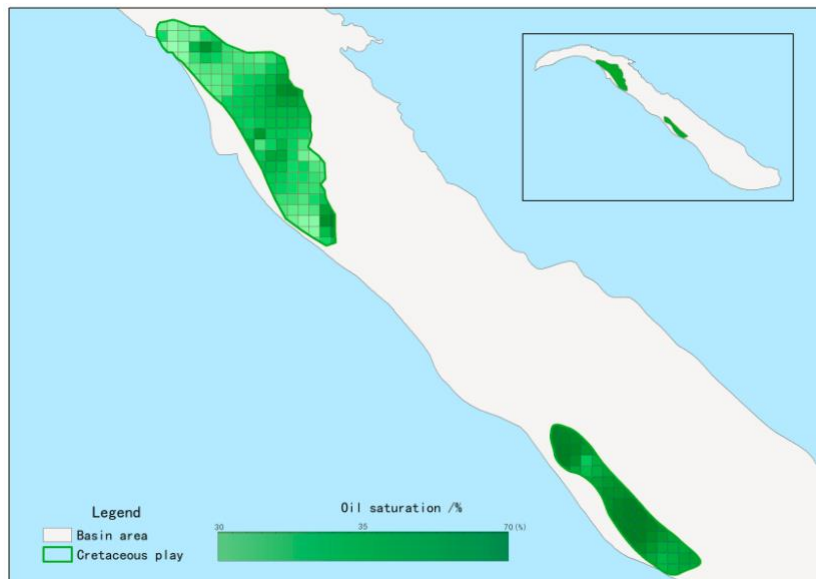 Legend
Basin area
Cretaceous play
Oil saturation /%
30 35 70(%)